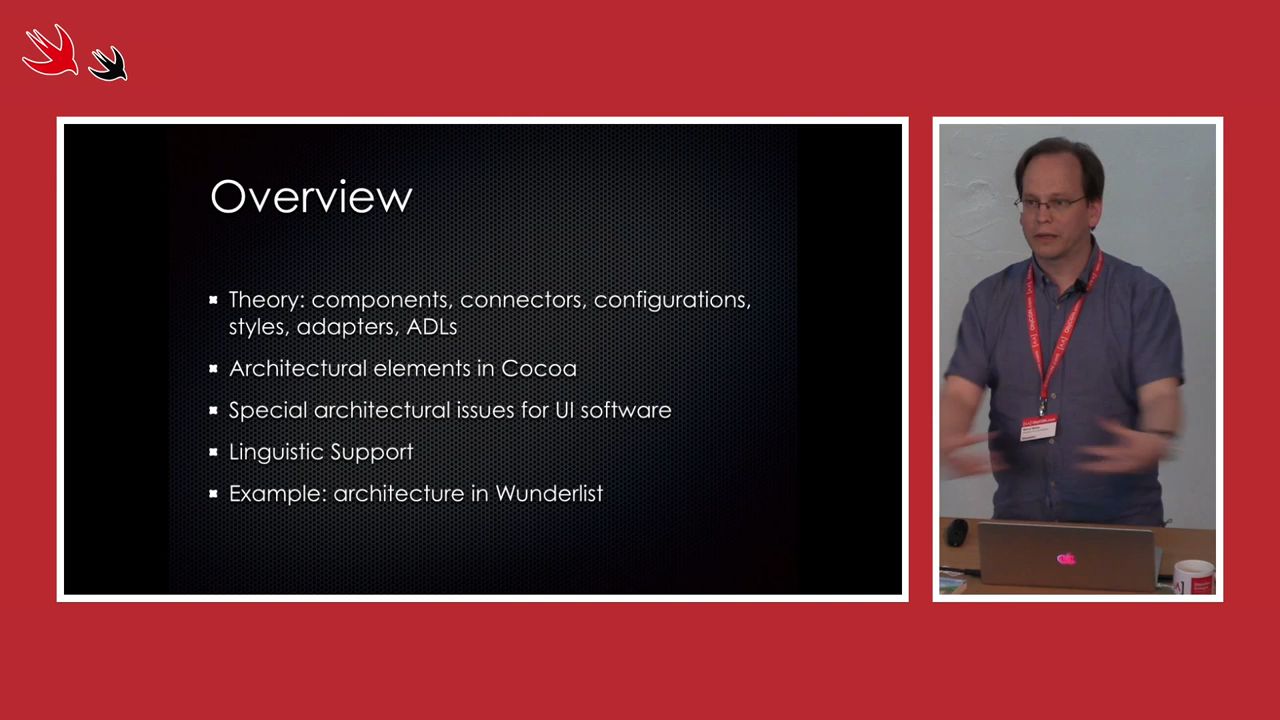 Overview
Theory: components, connectors, configurations,
styles, adapters, ADLs
Architectural elements in Cocoa
Special architectural issues for UI software
Linguistic Support
Example: architecture in Wunderlist